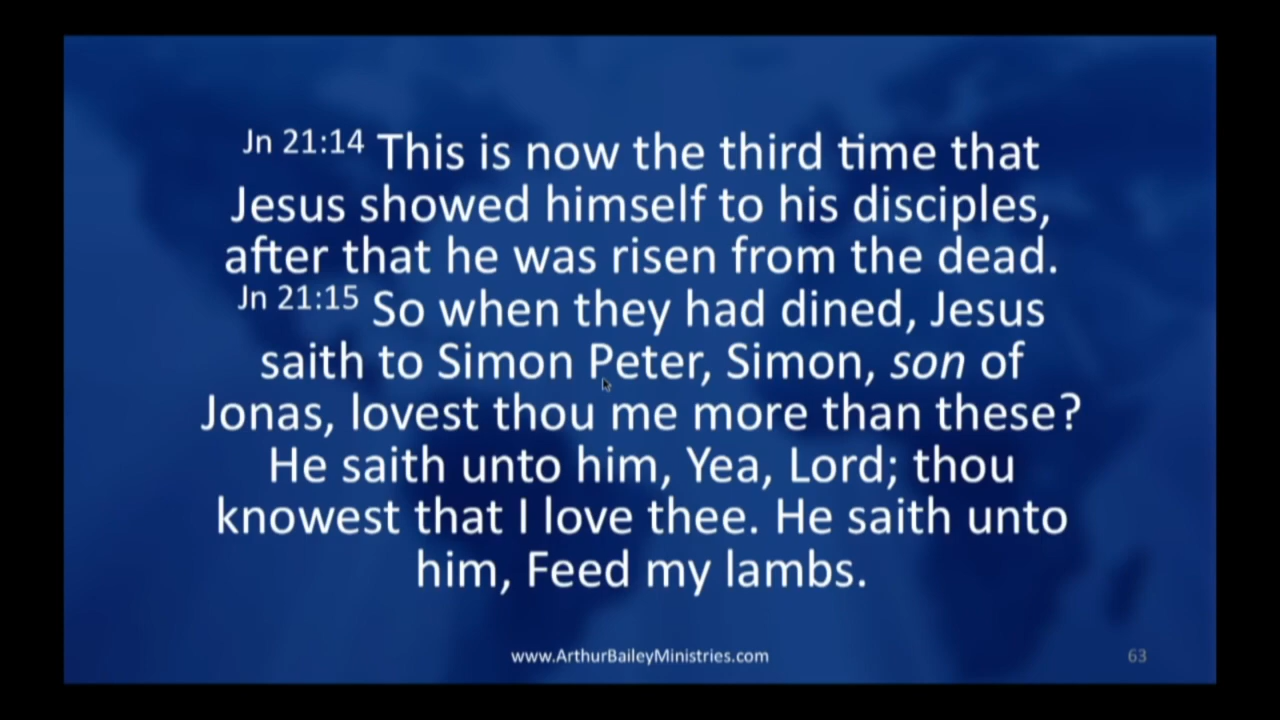 Jn 21:14 This is now the third time that
Jesus showed himself to his disciples,
after that he was risen from the dead.
Jn 21:15 So when they had dined, Jesus
saith to Simon Peter, Simon, son of
Jonas, lovest thou me more than these?
He saith unto him, Yea, Lord; thou
knowest that I love thee. He saith unto
him, Feed my lambs.
www.ArthurBaileyMinistries.com
63